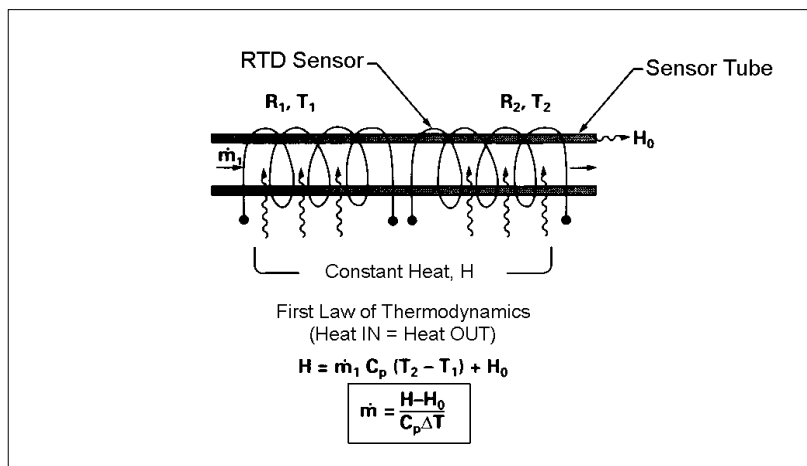 RTD Sensor
Sensor Tube
R₁, T₁
R₂, T₂
H₀
ṁ₁
Constant Heat, H
First Law of Thermodynamics
(Heat IN = Heat OUT)
H = ṁ₁ Cₚ (T₂ – T₁) + H₀
ṁ = H–H₀ / CₚΔT